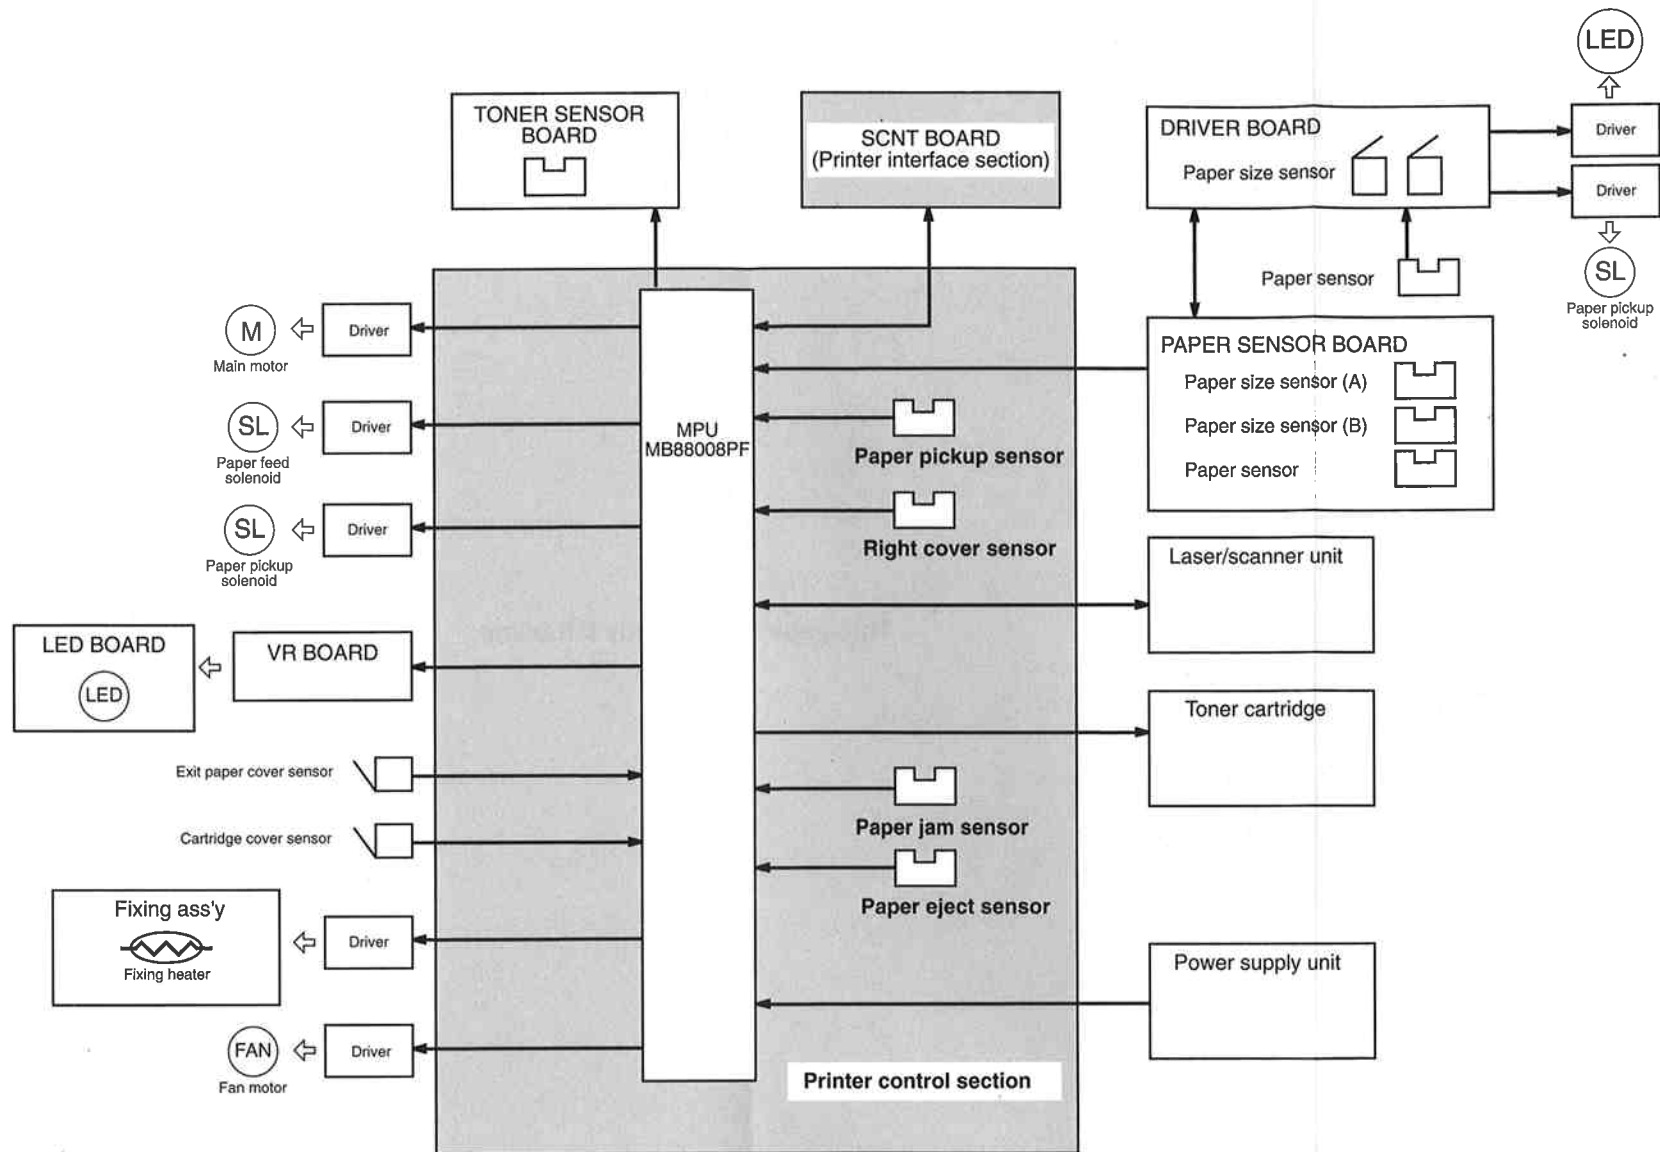 LED
TONER SENSOR
BOARD
SCNT BOARD
(Printer interface section)
DRIVER BOARD
Paper size sensor
Driver
Driver
SL
Paper pickup
solenoid
Paper sensor
M
Main motor
Driver
SL
Paper feed
solenoid
Driver
SL
Paper pickup
solenoid
Driver
MPU
MB88008PF
Paper pickup sensor
Right cover sensor
PAPER SENSOR BOARD
Paper size sensor (A)
Paper size sensor (B)
Paper sensor
Laser/scanner unit
LED BOARD
LED
VR BOARD
Toner cartridge
Exit paper cover sensor
Cartridge cover sensor
Paper jam sensor
Paper eject sensor
Fixing ass'y
Fixing heater
Driver
Power supply unit
FAN
Fan motor
Driver
Printer control section